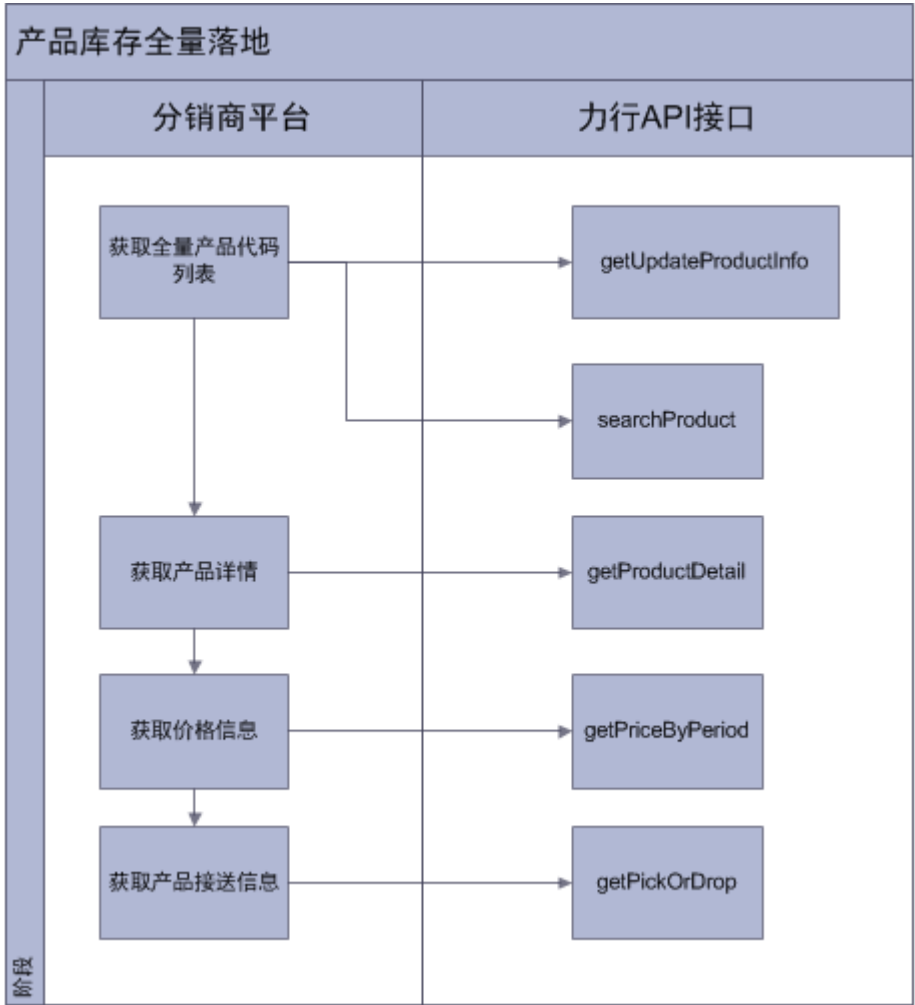 产品库存全量落地
分销商平台
力行API接口
获取全量产品代码
列表
getUpdateProductInfo
searchProduct
获取产品详情
getProductDetail
获取价格信息
getPriceByPeriod
获取产品接送信息
getPickOrDrop
阶段